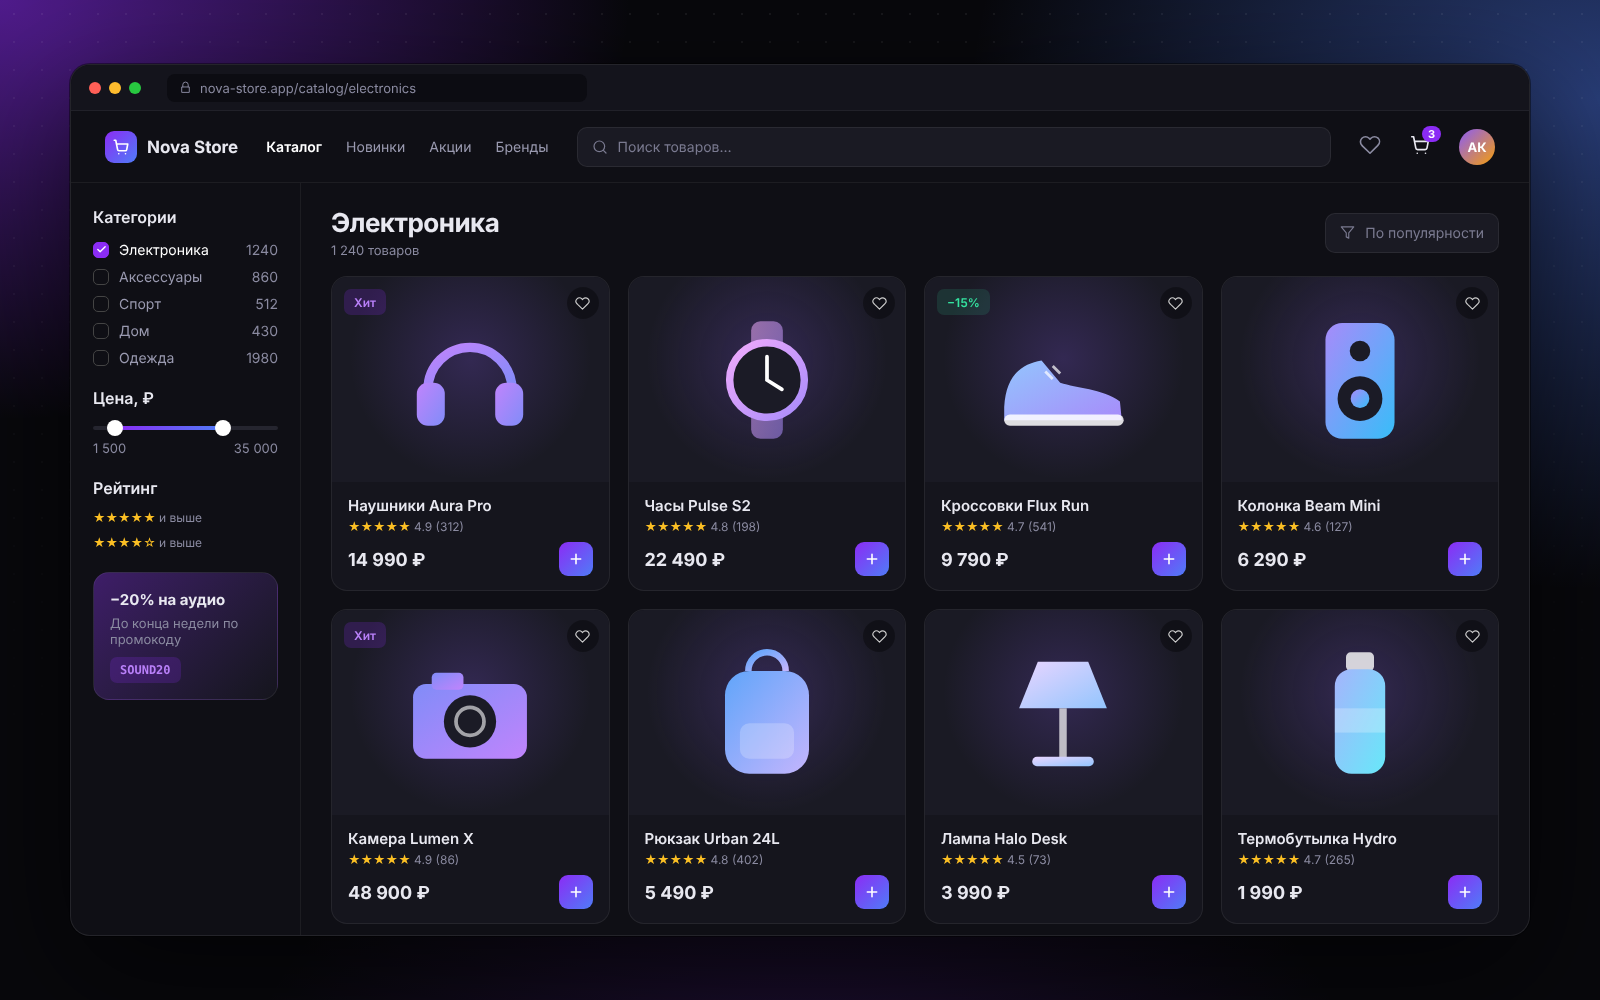 nova-store.app/catalog/electronics
Nova Store
Каталог
Новинки
Акции
Бренды
Поиск товаров...
3
АК
Категории
Электроника 1240
Аксессуары 860
Спорт 512
Дом 430
Одежда 1980
Цена, ₽
1 500 35 000
Рейтинг
★★★★★ и выше
★★★★☆ и выше
−20% на аудио
До конца недели по
промокоду
SOUND20
Электроника
1 240 товаров
По популярности
Хит
Наушники Aura Pro
★★★★★ 4.9 (312)
14 990 ₽
+
Часы Pulse S2
★★★★★ 4.8 (198)
22 490 ₽
+
−15%
Кроссовки Flux Run
★★★★★ 4.7 (541)
9 790 ₽
+
Колонка Beam Mini
★★★★★ 4.6 (127)
6 290 ₽
+
Хит
Камера Lumen X
★★★★★ 4.9 (86)
48 900 ₽
+
Рюкзак Urban 24L
★★★★★ 4.8 (402)
5 490 ₽
+
Лампа Halo Desk
★★★★★ 4.5 (73)
3 990 ₽
+
Термобутылка Hydro
★★★★★ 4.7 (265)
1 990 ₽
+